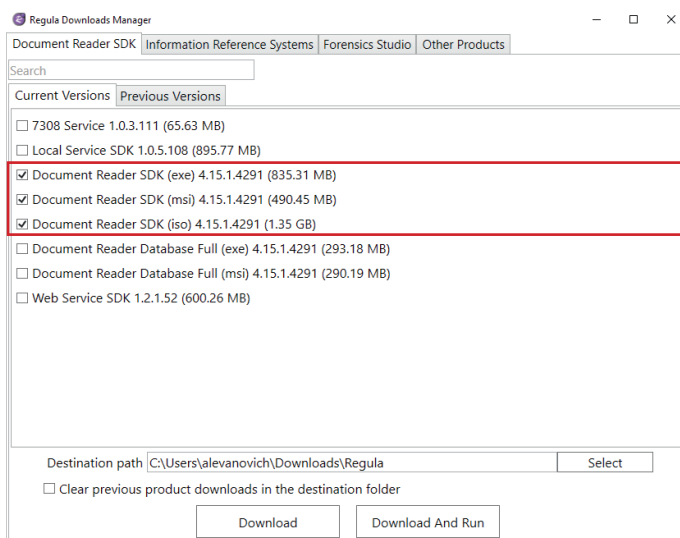 Regula Downloads Manager
Document Reader SDK Information Reference Systems Forensics Studio Other Products
Search
Current Versions Previous Versions
7308 Service 1.0.3.111 (65.63 MB)
Local Service SDK 1.0.5.108 (895.77 MB)
Document Reader SDK (exe) 4.15.1.4291 (835.31 MB)
Document Reader SDK (msi) 4.15.1.4291 (490.45 MB)
Document Reader SDK (iso) 4.15.1.4291 (1.35 GB)
Document Reader Database Full (exe) 4.15.1.4291 (293.18 MB)
Document Reader Database Full (msi) 4.15.1.4291 (290.19 MB)
Web Service SDK 1.2.1.52 (600.26 MB)
Destination path C:\Users\alevanovich\Downloads\Regula Select
Clear previous product downloads in the destination folder
Download Download And Run